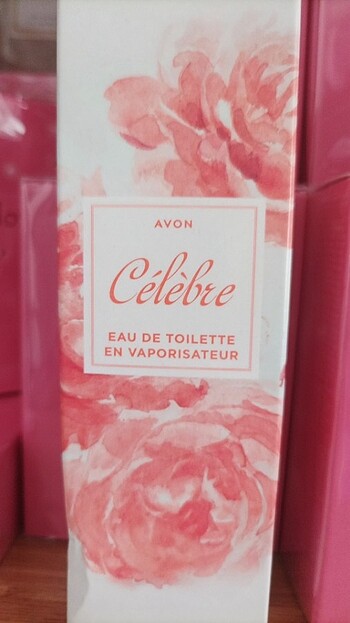 AVON
Célèbre
EAU DE TOILETTE
EN VAPORISATEUR